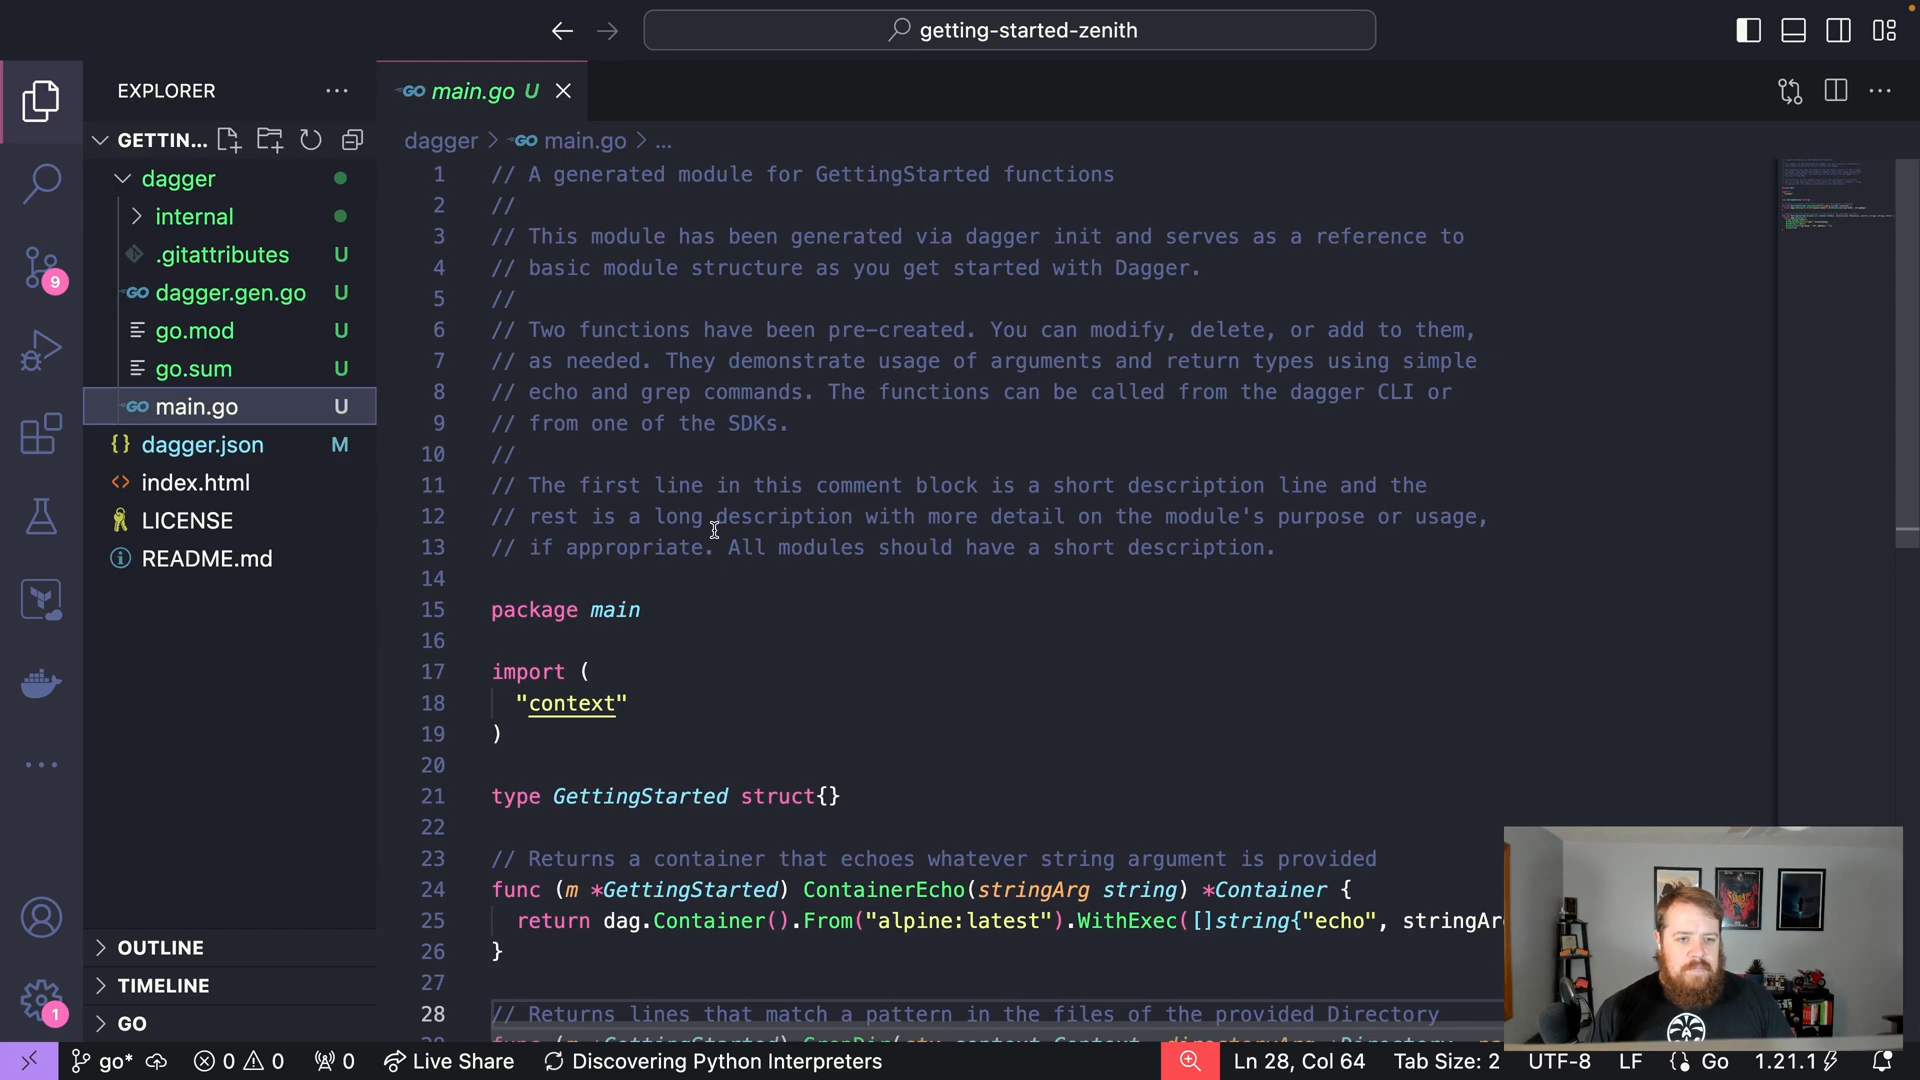 getting-started-zenith
EXPLORER
GETTIN...
dagger
internal
.gitattributes U
dagger.gen.go U
go.mod U
go.sum U
main.go U
dagger.json M
index.html
LICENSE
README.md
OUTLINE
TIMELINE
GO
9
1
main.go U
dagger > main.go > ...
1 // A generated module for GettingStarted functions
2 //
3 // This module has been generated via dagger init and serves as a reference to
4 // basic module structure as you get started with Dagger.
5 //
6 // Two functions have been pre-created. You can modify, delete, or add to them,
7 // as needed. They demonstrate usage of arguments and return types using simple
8 // echo and grep commands. The functions can be called from the dagger CLI or
9 // from one of the SDKs.
10 //
11 // The first line in this comment block is a short description line and the
12 // rest is a long description with more detail on the module's purpose or usage,
13 // if appropriate. All modules should have a short description.
14
15 package main
16
17 import (
18 "context"
19 )
20
21 type GettingStarted struct{}
22
23 // Returns a container that echoes whatever string argument is provided
24 func (m *GettingStarted) ContainerEcho(stringArg string) *Container {
25 return dag.Container().From("alpine:latest").WithExec([]string{"echo", stringAr
26 }
27
28 // Returns lines that match a pattern in the files of the provided Directory
go* 0 0 0 Live Share Discovering Python Interpreters Ln 28, Col 64 Tab Size: 2 UTF-8 LF Go 1.21.1